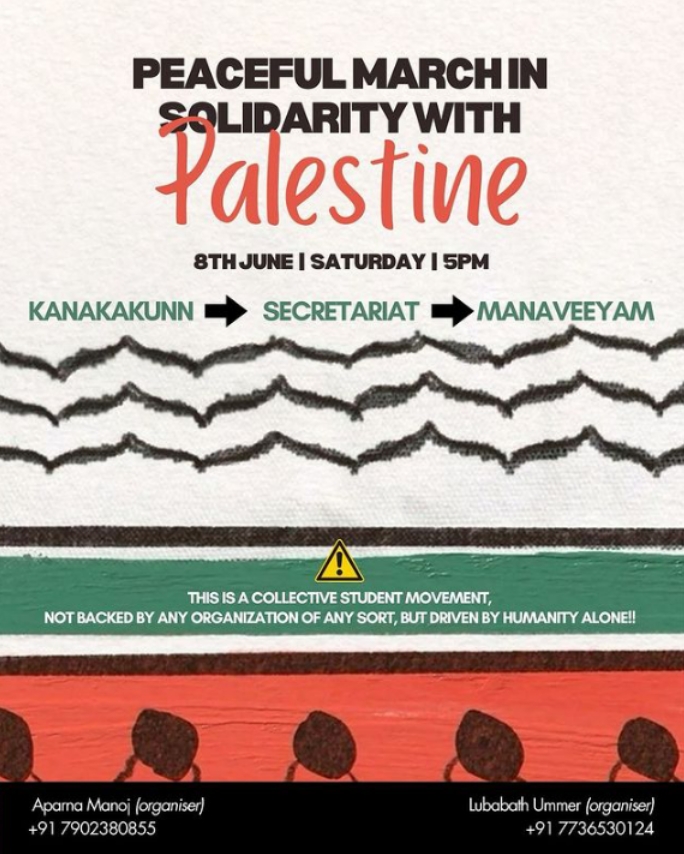 PEACEFUL MARCH IN
SOLIDARITY WITH
Palestine
8TH JUNE | SATURDAY | 5PM
KANAKAKUNN SECRETARIAT MANAVEEYAM
THIS IS A COLLECTIVE STUDENT MOVEMENT,
NOT BACKED BY ANY ORGANIZATION OF ANY SORT, BUT DRIVEN BY HUMANITY ALONE!!
Aparna Manoj (organiser)
+91 7902380855
Lubabath Ummer (organiser)
+91 7736530124